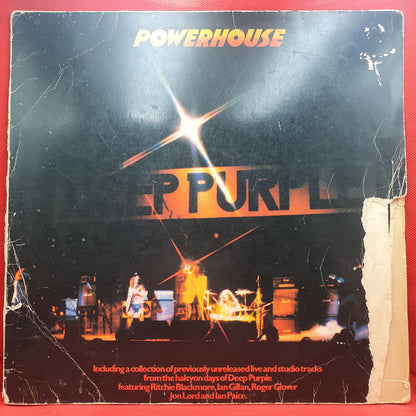 POWERHOUSE
DEEP PURPLE
Including a collection of previously unreleased live and studio tracks
from the halcyon days of Deep Purple
featuring Ritchie Blackmore, Ian Gillan, Roger Glover
Jon Lord and Ian Paice.